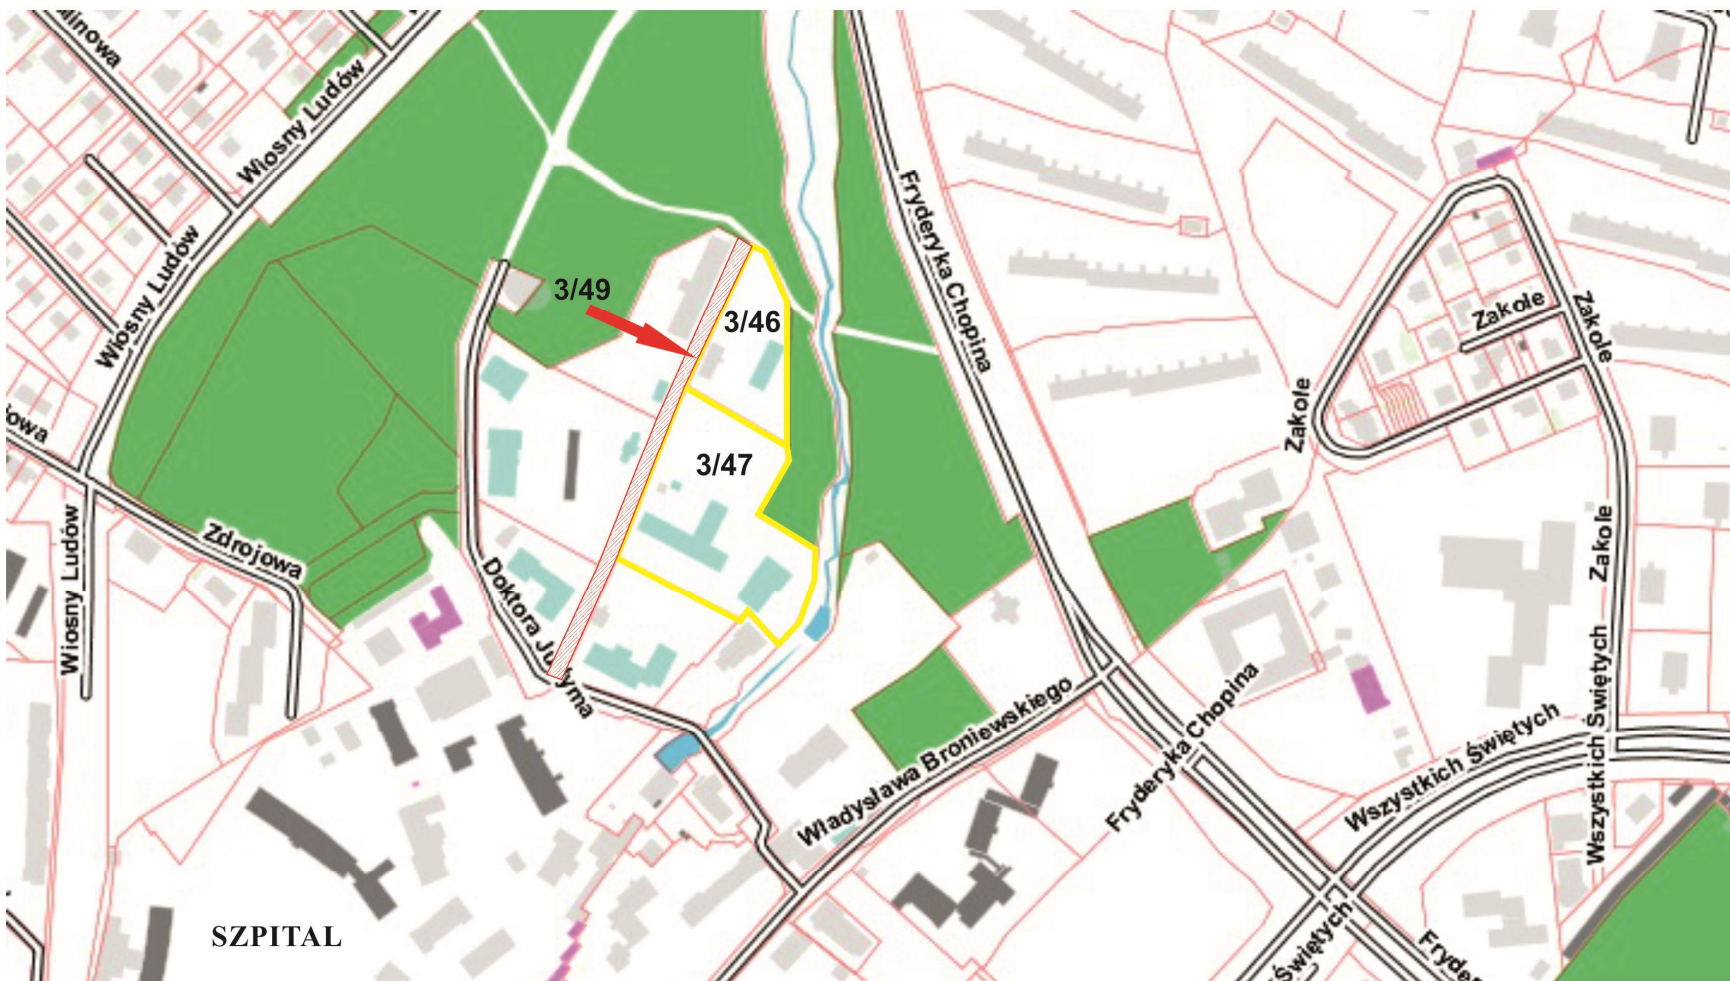 Wiosny Ludów
Wiosny Ludów
Fryderyka Chopina
3/49
3/46
Zakole
Zakole
Zakole
3/47
Zakole
Wiosny Ludów
Zdrojowa
Doktora Judyma
Wszystkich Świętych
Władysława Broniewskiego
Fryderyka Chopina
Wszystkich Świętych
SZPITAL
Świętych